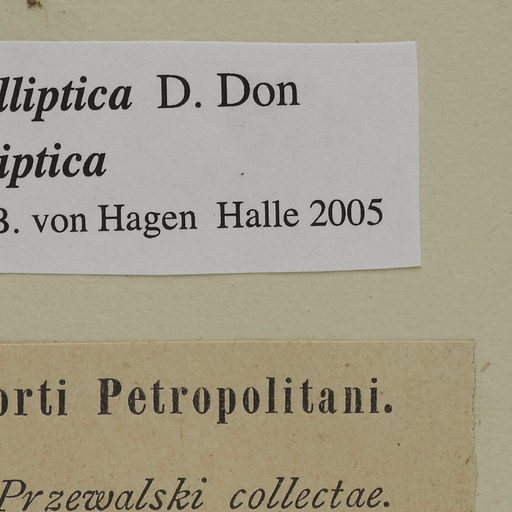 lliptica D. Don
iptica
B. von Hagen Halle 2005
orti Petropolitani.
Przewalski collectae.